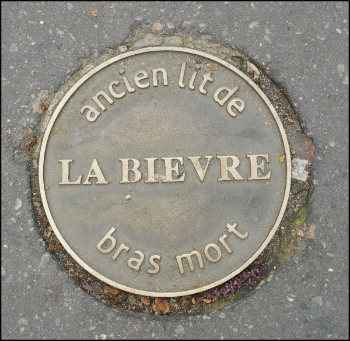 ancien lit de
LA BIEVRE
bras mort